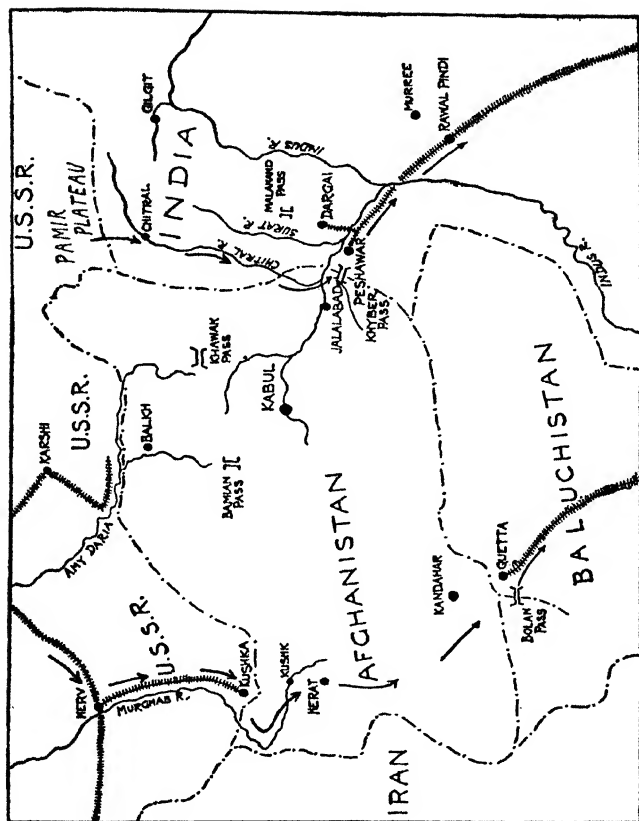 U.S.S.R.
KARSHI
PAMIR
PLATEAU
MERV
AMY DARIA
U.S.S.R.
U.S.S.R.
MURGHAB R.
BALKH
CHITRAL
GILGIT
INDIA
KHAWAK
PASS
BAMIAN
PASS
CHITRAL R.
SURAT R.
MALAKAND
PASS
INDUS R.
KUSHKA
KUSHK
KABUL
HERAT
JALALABAD
DARGAI
PESHAWAR
KHYBER
PASS
AFGHANISTAN
MURREE
RAWAL PINDI
IRAN
KANDAHAR
QUETTA
BOLAN
PASS
BALUCHISTAN
INDUS R.